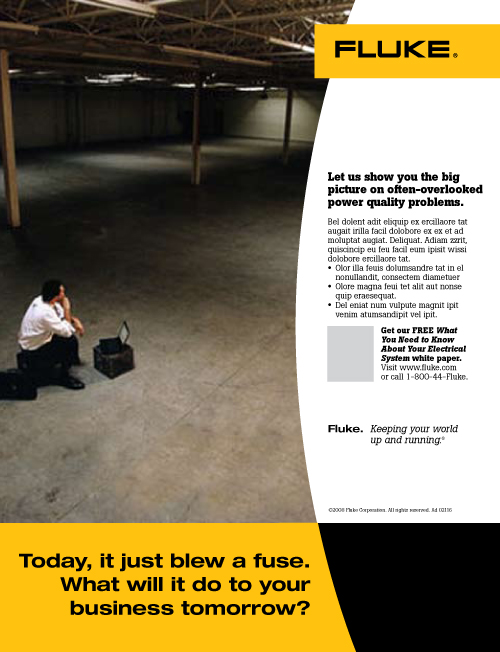 FLUKE®
Let us show you the big
picture on often-overlooked
power quality problems.
Bel dolent adit eliquip ex ercillaore tat
augait irilla facil dolobore ex ex et ad
moluptat augiat. Deliquat. Adiam zzrit,
quiscincip eu feu facil eum ipisit wissi
dolobore ercillaore tat.
• Olor illa feuis dolumsandre tat in el
nonullandit, consectem diametuer
• Olore magna feui tet alit aut nonse
quip eraesequat.
• Del eniat num vulpute magnit ipit
venim atumsandipit vel ipit.
Get our FREE What
You Need to Know
About Your Electrical
System white paper.
Visit www.fluke.com
or call 1-800-44-Fluke.
Fluke. Keeping your world
up and running.®
©2006 Fluke Corporation. All rights reserved. Ad 02116
Today, it just blew a fuse.
What will it do to your
business tomorrow?